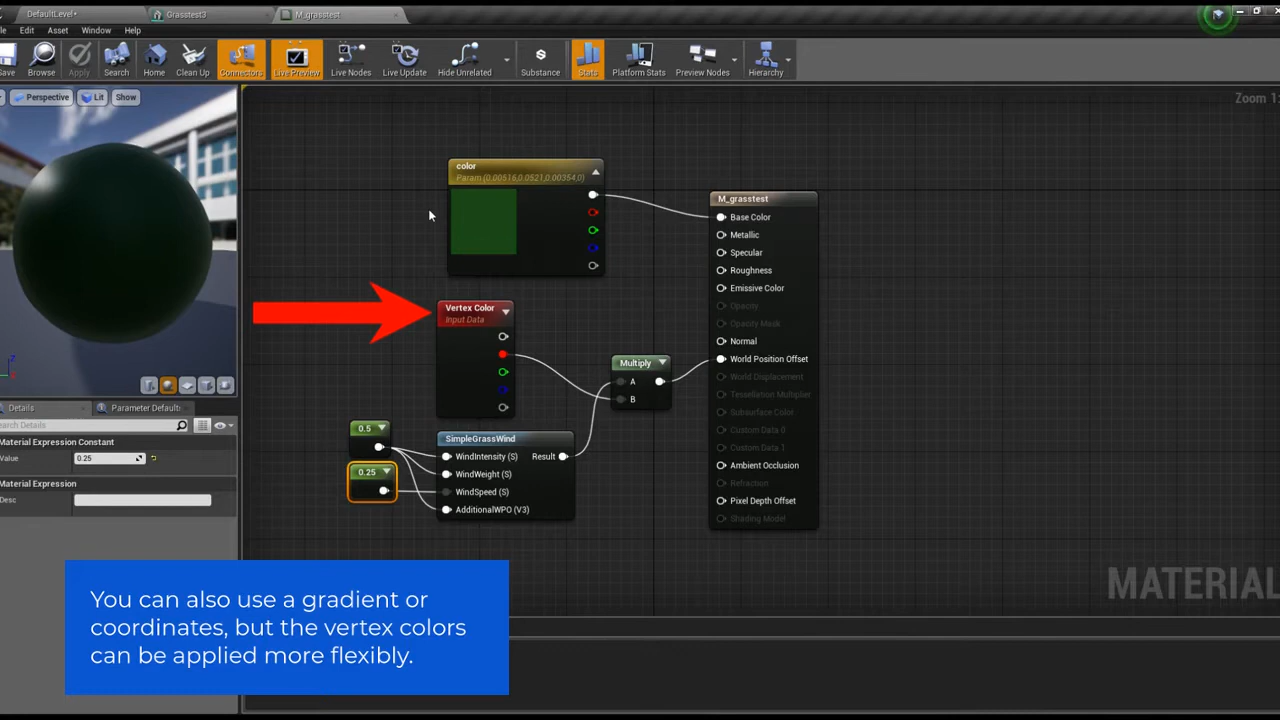 DefaultLevel•
Grasstest3
M_grasstest
Edit
Asset
Window
Help
Browse
Apply
Search
Home
Clean Up
Connectors
Live Preview
Live Nodes
Live Update
Hide Unrelated
Substance
Stats
Platform Stats
Preview Nodes
Hierarchy
Perspective
Lit
Show
Zoom 1:
color
Param (0.00516,0.0521,0.00354,0)
M_grasstest
Base Color
Metallic
Specular
Roughness
Emissive Color
Opacity
Opacity Mask
Normal
World Position Offset
World Displacement
Tessellation Multiplier
Subsurface Color
Custom Data 0
Custom Data 1
Ambient Occlusion
Refraction
Pixel Depth Offset
Shading Model
Vertex Color
Input Data
Multiply
A
B
0.5
0.25
SimpleGrassWind
WindIntensity (S)
Result
WindWeight (S)
WindSpeed (S)
AdditionalWPO (V3)
Details
Parameter Default
Material Expression Constant
Value
0.25
Material Expression
Desc
MATERIAL
You can also use a gradient or
coordinates, but the vertex colors
can be applied more flexibly.